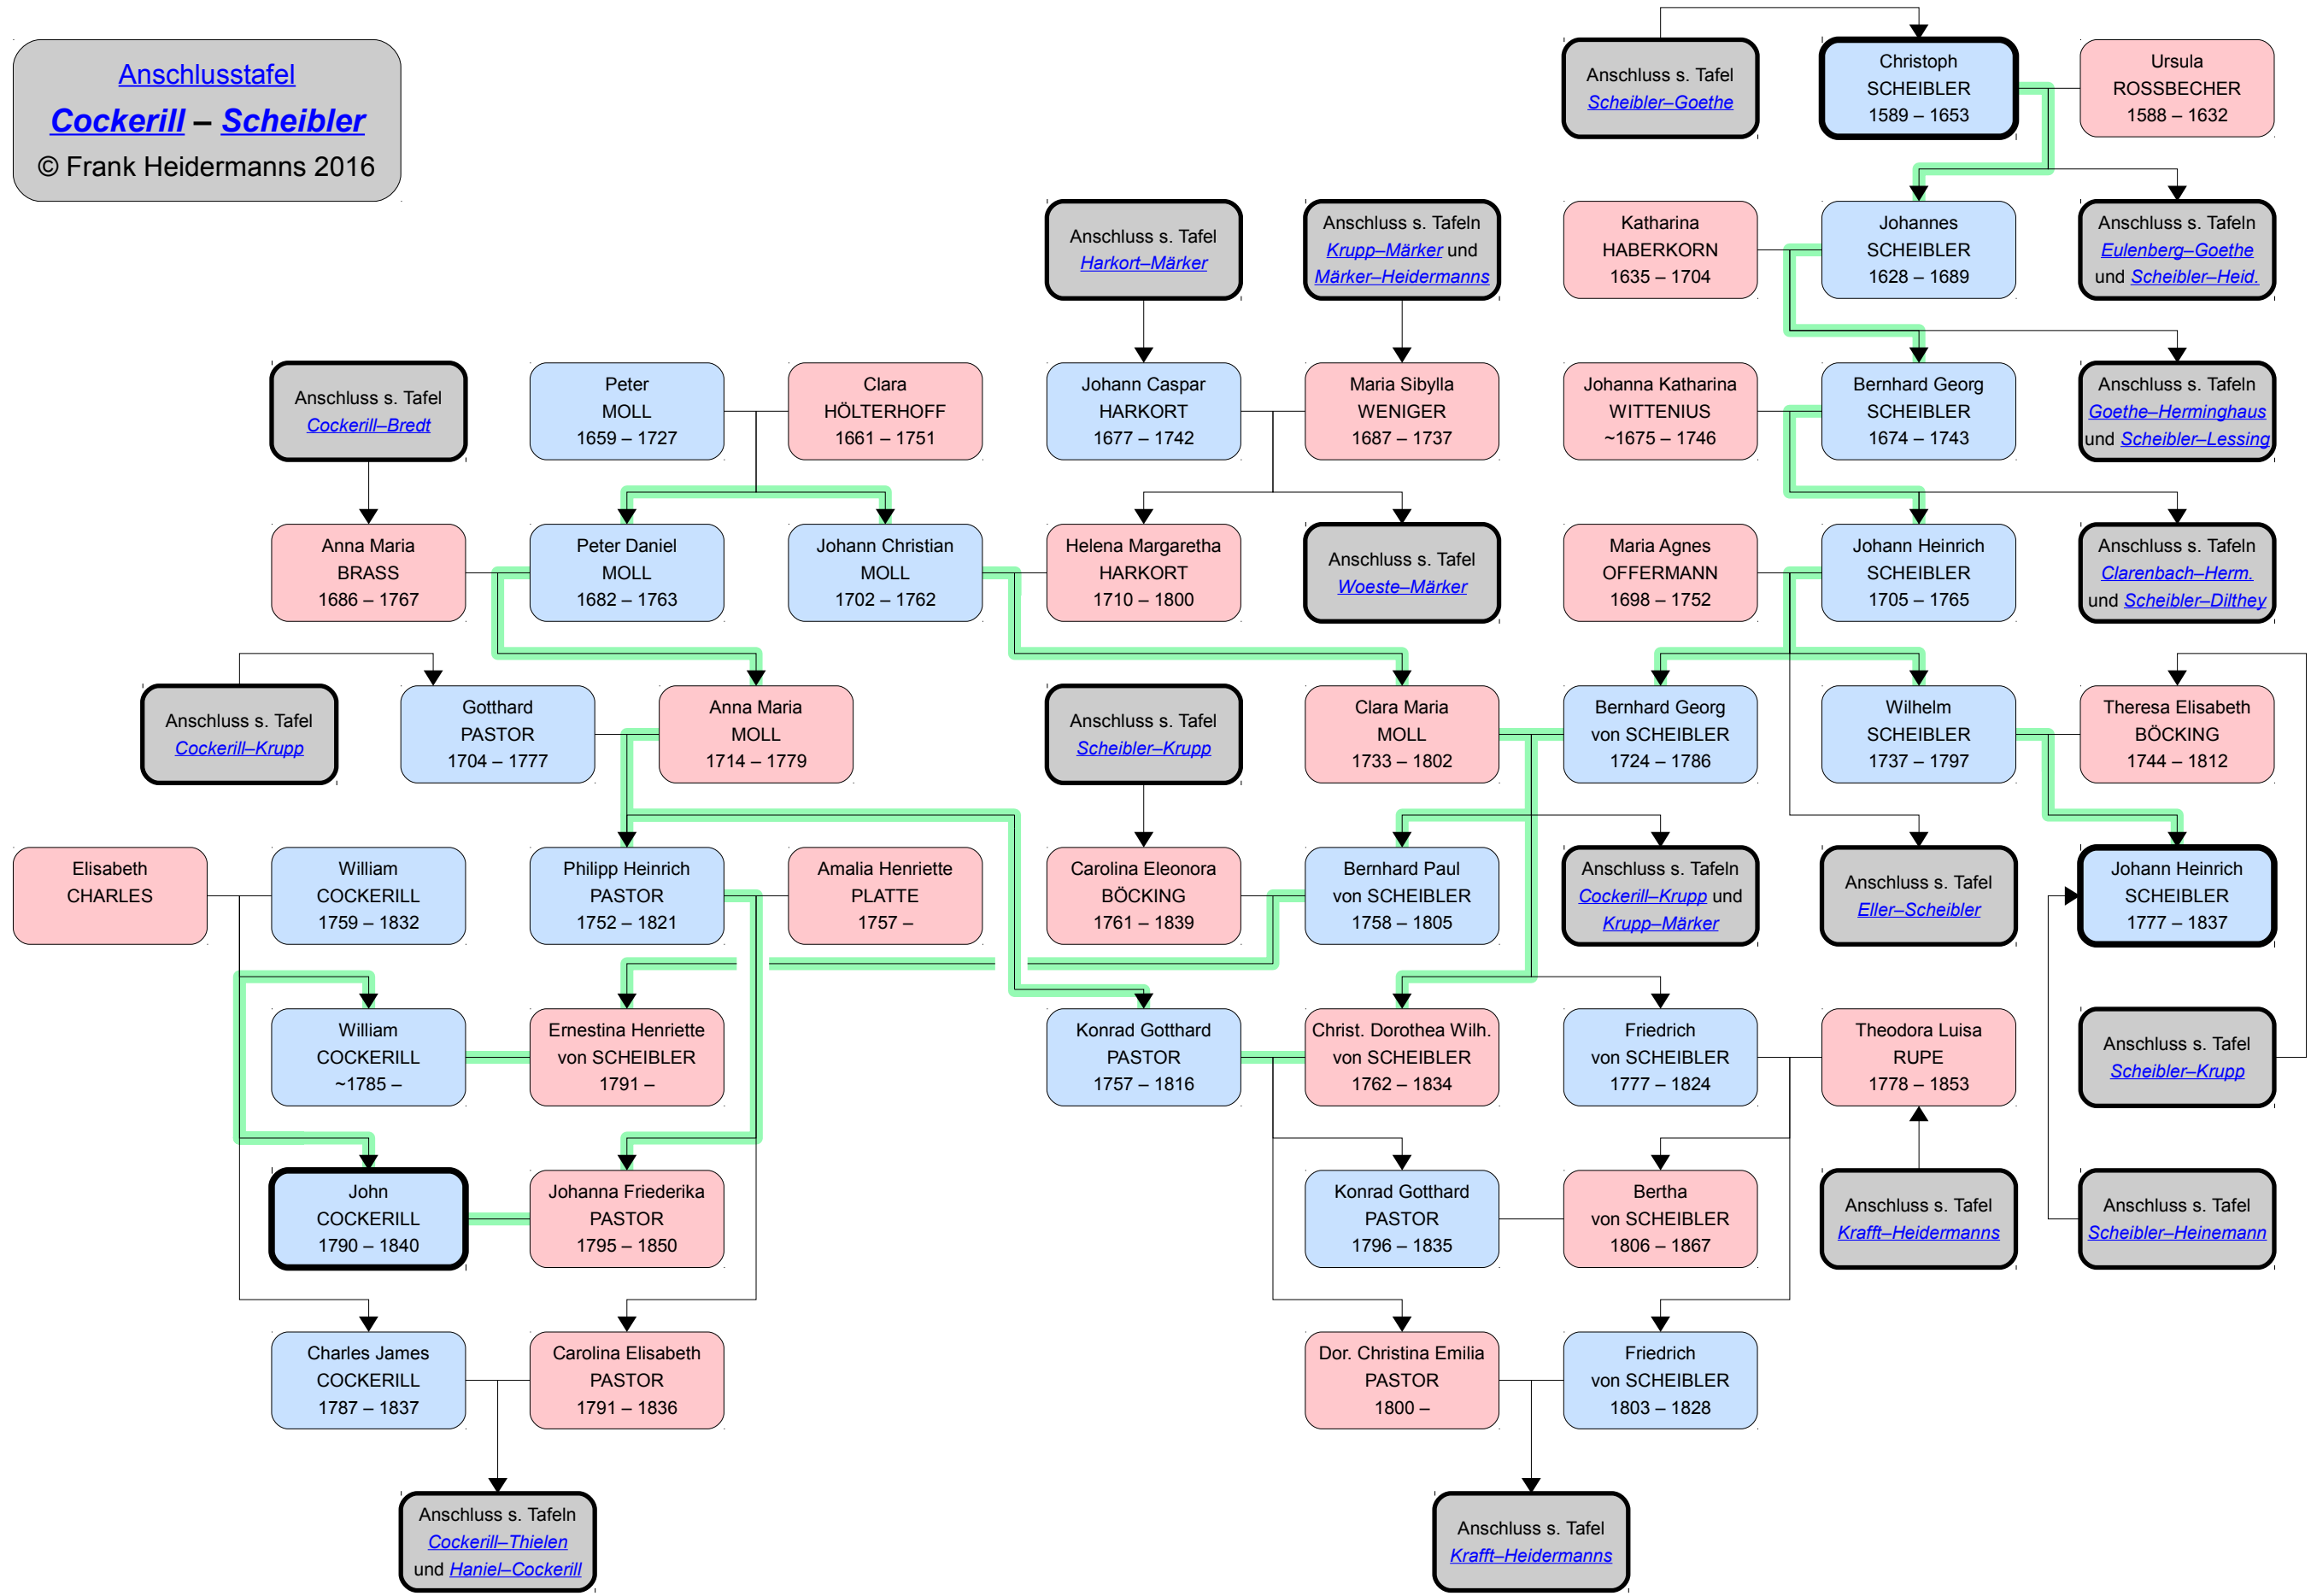 Anschlusstafel
Cockerill – Scheibler
© Frank Heidermanns 2016
Anschluss s. Tafel
Scheibler–Goethe
Christoph
SCHEIBLER
1589 – 1653
Ursula
ROSSBECHER
1588 – 1632
Anschluss s. Tafel
Harkort–Märker
Anschluss s. Tafeln
Krupp–Märker und
Märker–Heidermanns
Katharina
HABERKORN
1635 – 1704
Johannes
SCHEIBLER
1628 – 1689
Anschluss s. Tafeln
Eulenberg–Goethe
und Scheibler–Heid.
Anschluss s. Tafel
Cockerill–Bredt
Peter
MOLL
1659 – 1727
Clara
HÖLTERHOFF
1661 – 1751
Johann Caspar
HARKORT
1677 – 1742
Maria Sibylla
WENIGER
1687 – 1737
Johanna Katharina
WITTENIUS
~1675 – 1746
Bernhard Georg
SCHEIBLER
1674 – 1743
Anschluss s. Tafeln
Goethe–Herminghaus
und Scheibler–Lessing
Anna Maria
BRASS
1686 – 1767
Peter Daniel
MOLL
1682 – 1763
Johann Christian
MOLL
1702 – 1762
Helena Margaretha
HARKORT
1710 – 1800
Anschluss s. Tafel
Woeste–Märker
Maria Agnes
OFFERMANN
1698 – 1752
Johann Heinrich
SCHEIBLER
1705 – 1765
Anschluss s. Tafeln
Clarenbach–Herm.
und Scheibler–Dilthey
Anschluss s. Tafel
Cockerill–Krupp
Gotthard
PASTOR
1704 – 1777
Anna Maria
MOLL
1714 – 1779
Anschluss s. Tafel
Scheibler–Krupp
Clara Maria
MOLL
1733 – 1802
Bernhard Georg
von SCHEIBLER
1724 – 1786
Wilhelm
SCHEIBLER
1737 – 1797
Theresa Elisabeth
BÖCKING
1744 – 1812
Elisabeth
CHARLES
William
COCKERILL
1759 – 1832
Philipp Heinrich
PASTOR
1752 – 1821
Amalia Henriette
PLATTE
1757 –
Carolina Eleonora
BÖCKING
1761 – 1839
Bernhard Paul
von SCHEIBLER
1758 – 1805
Anschluss s. Tafeln
Cockerill–Krupp und
Krupp–Märker
Anschluss s. Tafel
Eller–Scheibler
Johann Heinrich
SCHEIBLER
1777 – 1837
William
COCKERILL
~1785 –
Ernestina Henriette
von SCHEIBLER
1791 –
Konrad Gotthard
PASTOR
1757 – 1816
Christ. Dorothea Wilh.
von SCHEIBLER
1762 – 1834
Friedrich
von SCHEIBLER
1777 – 1824
Theodora Luisa
RUPE
1778 – 1853
Anschluss s. Tafel
Scheibler–Krupp
John
COCKERILL
1790 – 1840
Johanna Friederika
PASTOR
1795 – 1850
Konrad Gotthard
PASTOR
1796 – 1835
Bertha
von SCHEIBLER
1806 – 1867
Anschluss s. Tafel
Krafft–Heidermanns
Anschluss s. Tafel
Scheibler–Heinemann
Charles James
COCKERILL
1787 – 1837
Carolina Elisabeth
PASTOR
1791 – 1836
Dor. Christina Emilia
PASTOR
1800 –
Friedrich
von SCHEIBLER
1803 – 1828
Anschluss s. Tafeln
Cockerill–Thielen
und Haniel–Cockerill
Anschluss s. Tafel
Krafft–Heidermanns